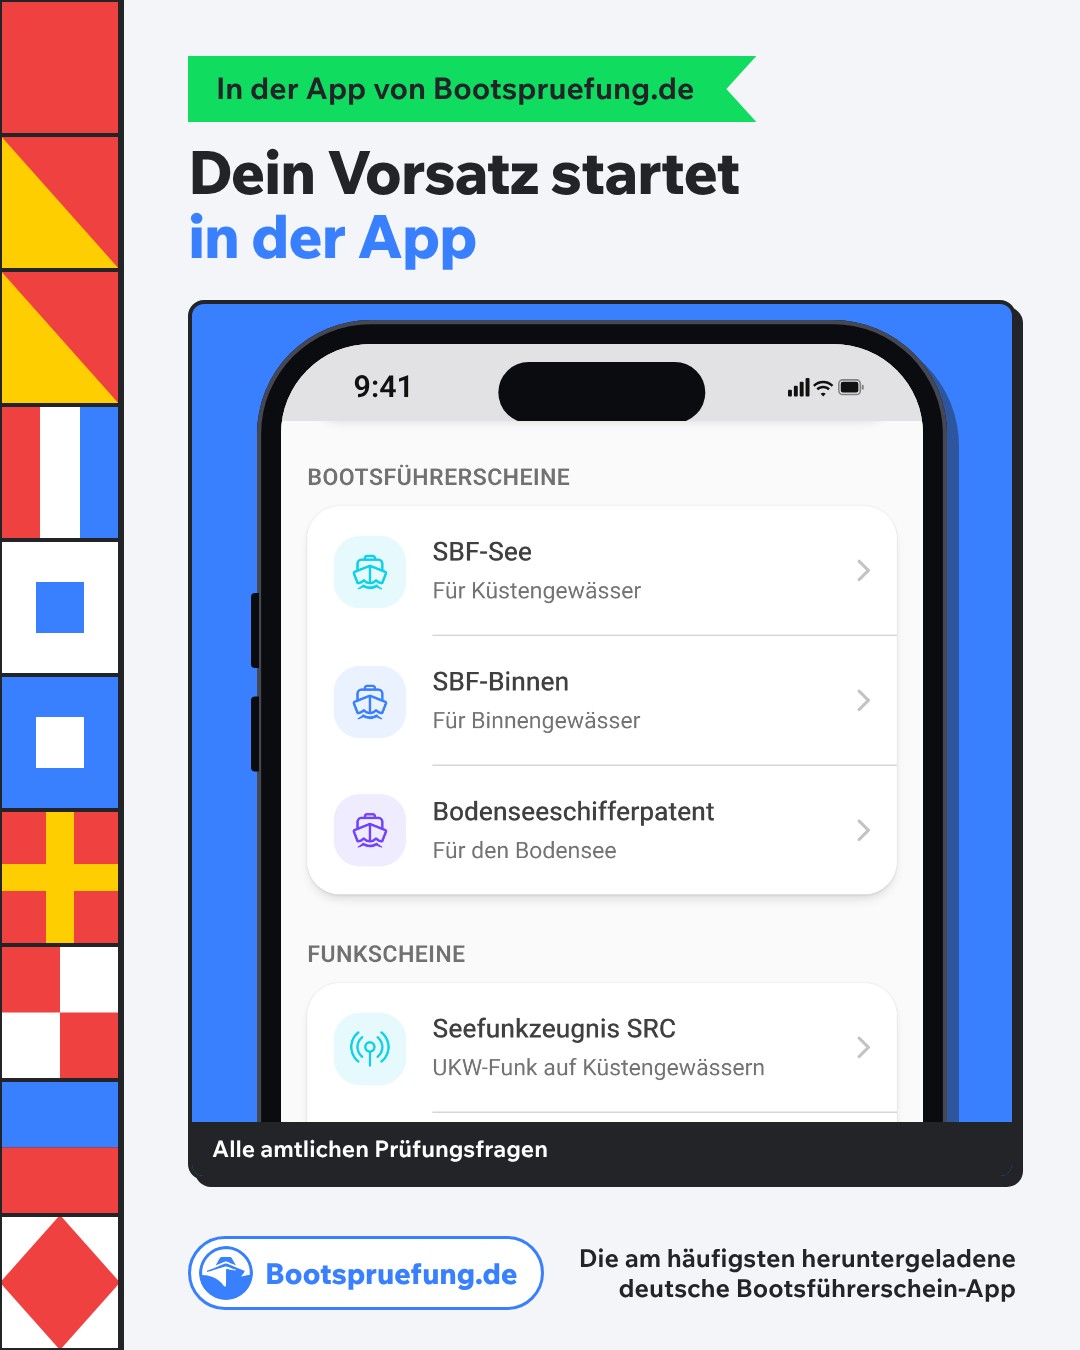 In der App von Bootspruefung.de
Dein Vorsatz startet
in der App
9:41
BOOTSFÜHRERSCHEINE
SBF-See
Für Küstengewässer
SBF-Binnen
Für Binnengewässer
Bodenseeschifferpatent
Für den Bodensee
FUNKSCHEINE
Seefunkzeugnis SRC
UKW-Funk auf Küstengewässern
Alle amtlichen Prüfungsfragen
Bootspruefung.de
Die am häufigsten heruntergeladene
deutsche Bootsführerschein-App